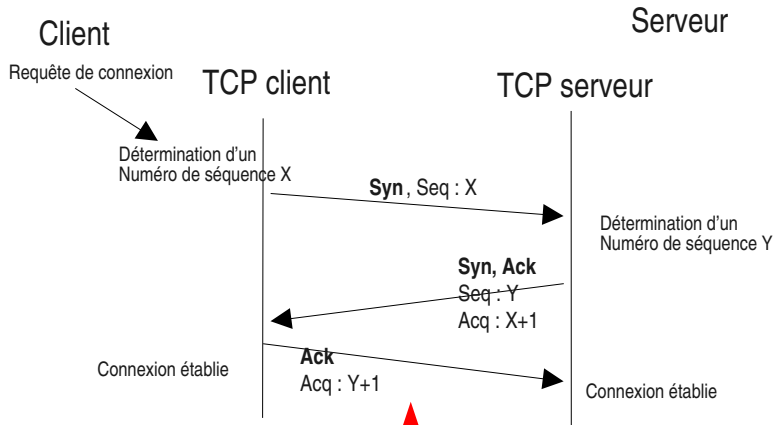 Client
Serveur
Requête de connexion
TCP client
TCP serveur
Détermination d'un
Numéro de séquence X
Syn , Seq : X
Détermination d'un
Numéro de séquence Y
Syn, Ack
Seq : Y
Acq : X+1
Connexion établie
Ack
Acq : Y+1
Connexion établie